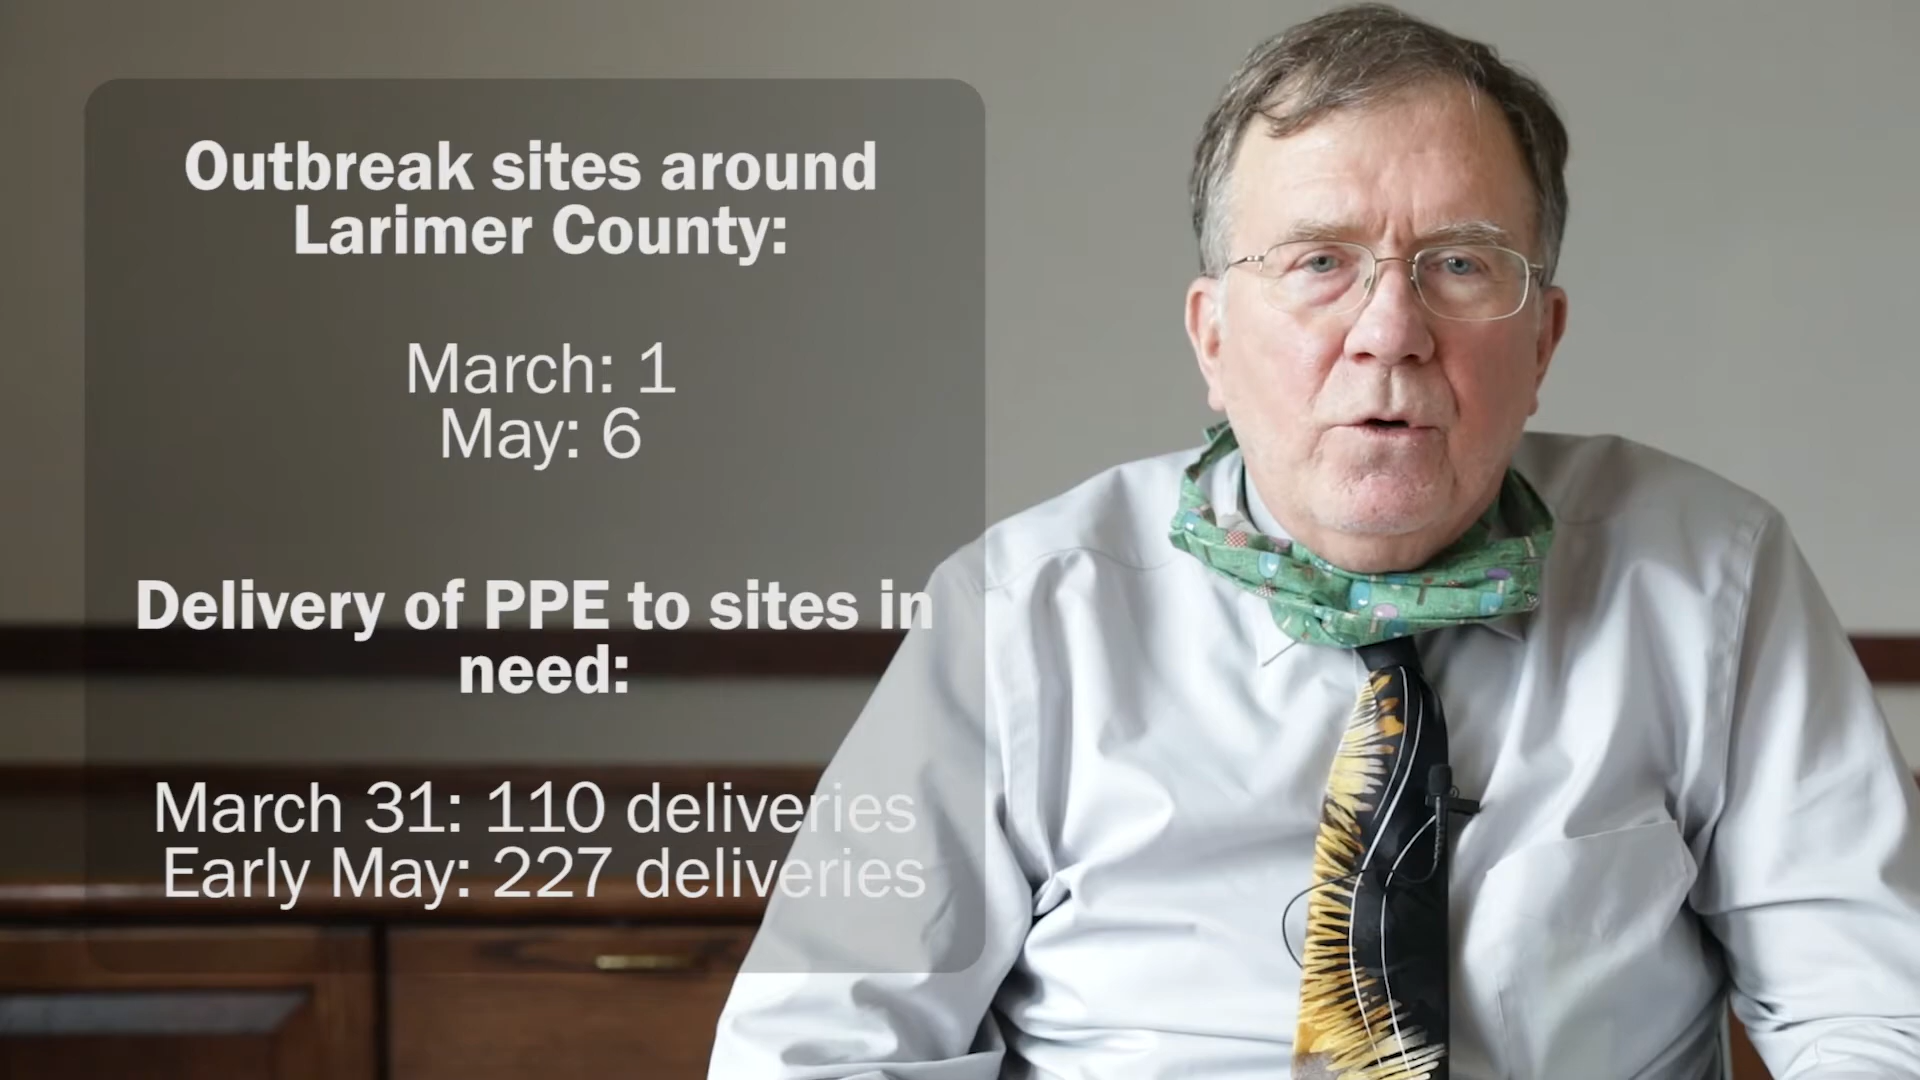 Outbreak sites around
Larimer County:
March: 1
May: 6
Delivery of PPE to sites in
need:
March 31: 110 deliveries
Early May: 227 deliveries